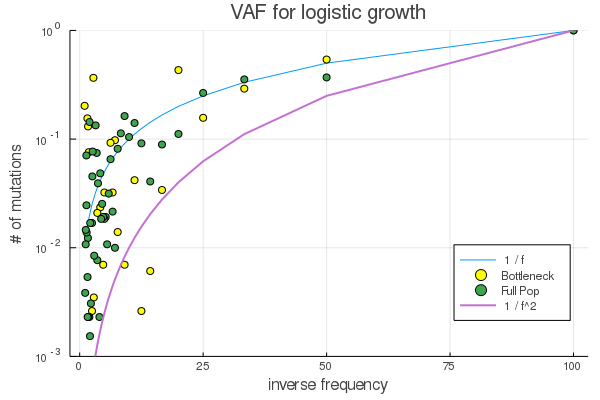 VAF for logistic growth
# of mutations
10^0
10^-1
10^-2
10^-3
0 25 50 75 100
inverse frequency
1 / f
Bottleneck
Full Pop
1 / f^2